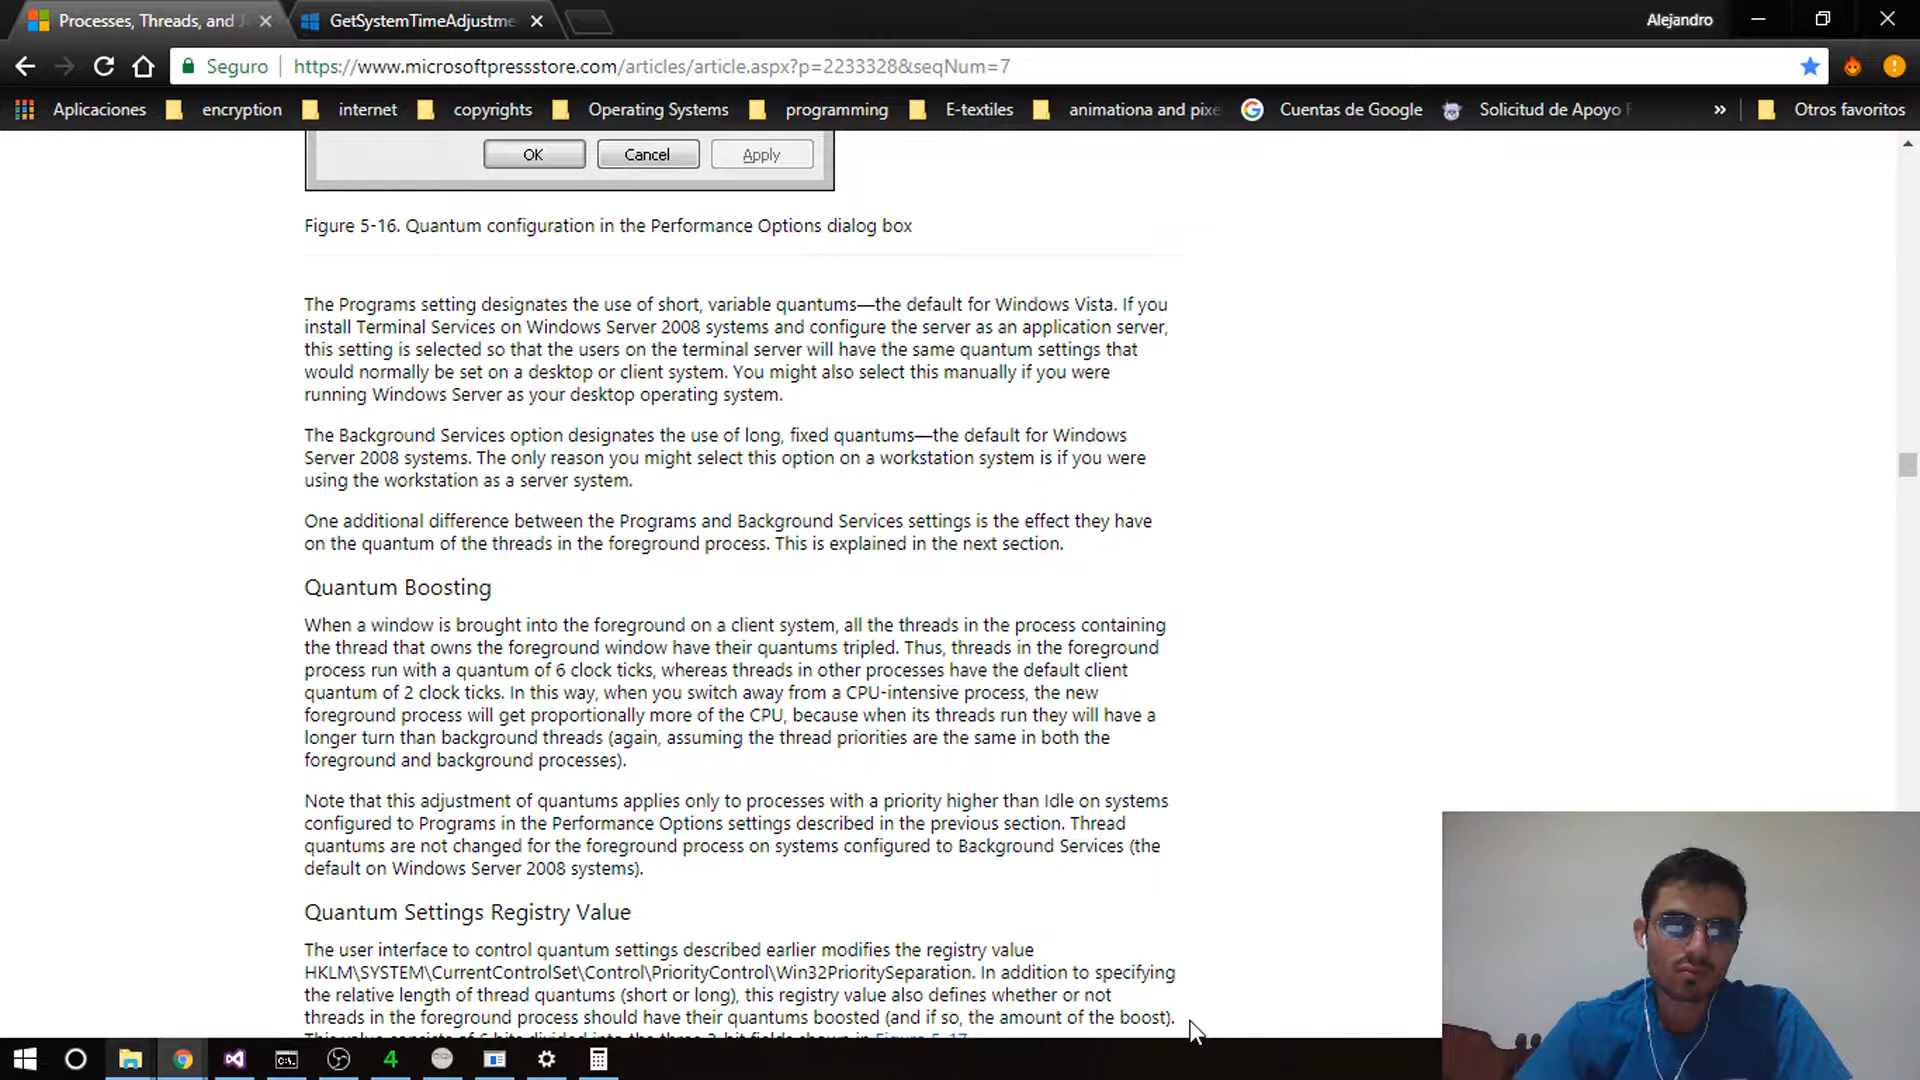 Processes, Threads, and J
GetSystemTimeAdjustme
Alejandro
Seguro
https://www.microsoftpressstore.com/articles/article.aspx?p=2233328&seqNum=7
Aplicaciones
encryption
internet
copyrights
Operating Systems
programming
E-textiles
animationa and pixe
Cuentas de Google
Solicitud de Apoyo
»
Otros favoritos
OK
Cancel
Apply
Figure 5-16. Quantum configuration in the Performance Options dialog box
The Programs setting designates the use of short, variable quantums—the default for Windows Vista. If you
install Terminal Services on Windows Server 2008 systems and configure the server as an application server,
this setting is selected so that the users on the terminal server will have the same quantum settings that
would normally be set on a desktop or client system. You might also select this manually if you were
running Windows Server as your desktop operating system.
The Background Services option designates the use of long, fixed quantums—the default for Windows
Server 2008 systems. The only reason you might select this option on a workstation system is if you were
using the workstation as a server system.
One additional difference between the Programs and Background Services settings is the effect they have
on the quantum of the threads in the foreground process. This is explained in the next section.
Quantum Boosting
When a window is brought into the foreground on a client system, all the threads in the process containing
the thread that owns the foreground window have their quantums tripled. Thus, threads in the foreground
process run with a quantum of 6 clock ticks, whereas threads in other processes have the default client
quantum of 2 clock ticks. In this way, when you switch away from a CPU-intensive process, the new
foreground process will get proportionally more of the CPU, because when its threads run they will have a
longer turn than background threads (again, assuming the thread priorities are the same in both the
foreground and background processes).
Note that this adjustment of quantums applies only to processes with a priority higher than Idle on systems
configured to Programs in the Performance Options settings described in the previous section. Thread
quantums are not changed for the foreground process on systems configured to Background Services (the
default on Windows Server 2008 systems).
Quantum Settings Registry Value
The user interface to control quantum settings described earlier modifies the registry value
HKLM\SYSTEM\CurrentControlSet\Control\PriorityControl\Win32PrioritySeparation. In addition to specifying
the relative length of thread quantums (short or long), this registry value also defines whether or not
threads in the foreground process should have their quantums boosted (and if so, the amount of the boost).
This value consists of 6 bits divided into the three 2-bit fields shown in Figure 5-17
4